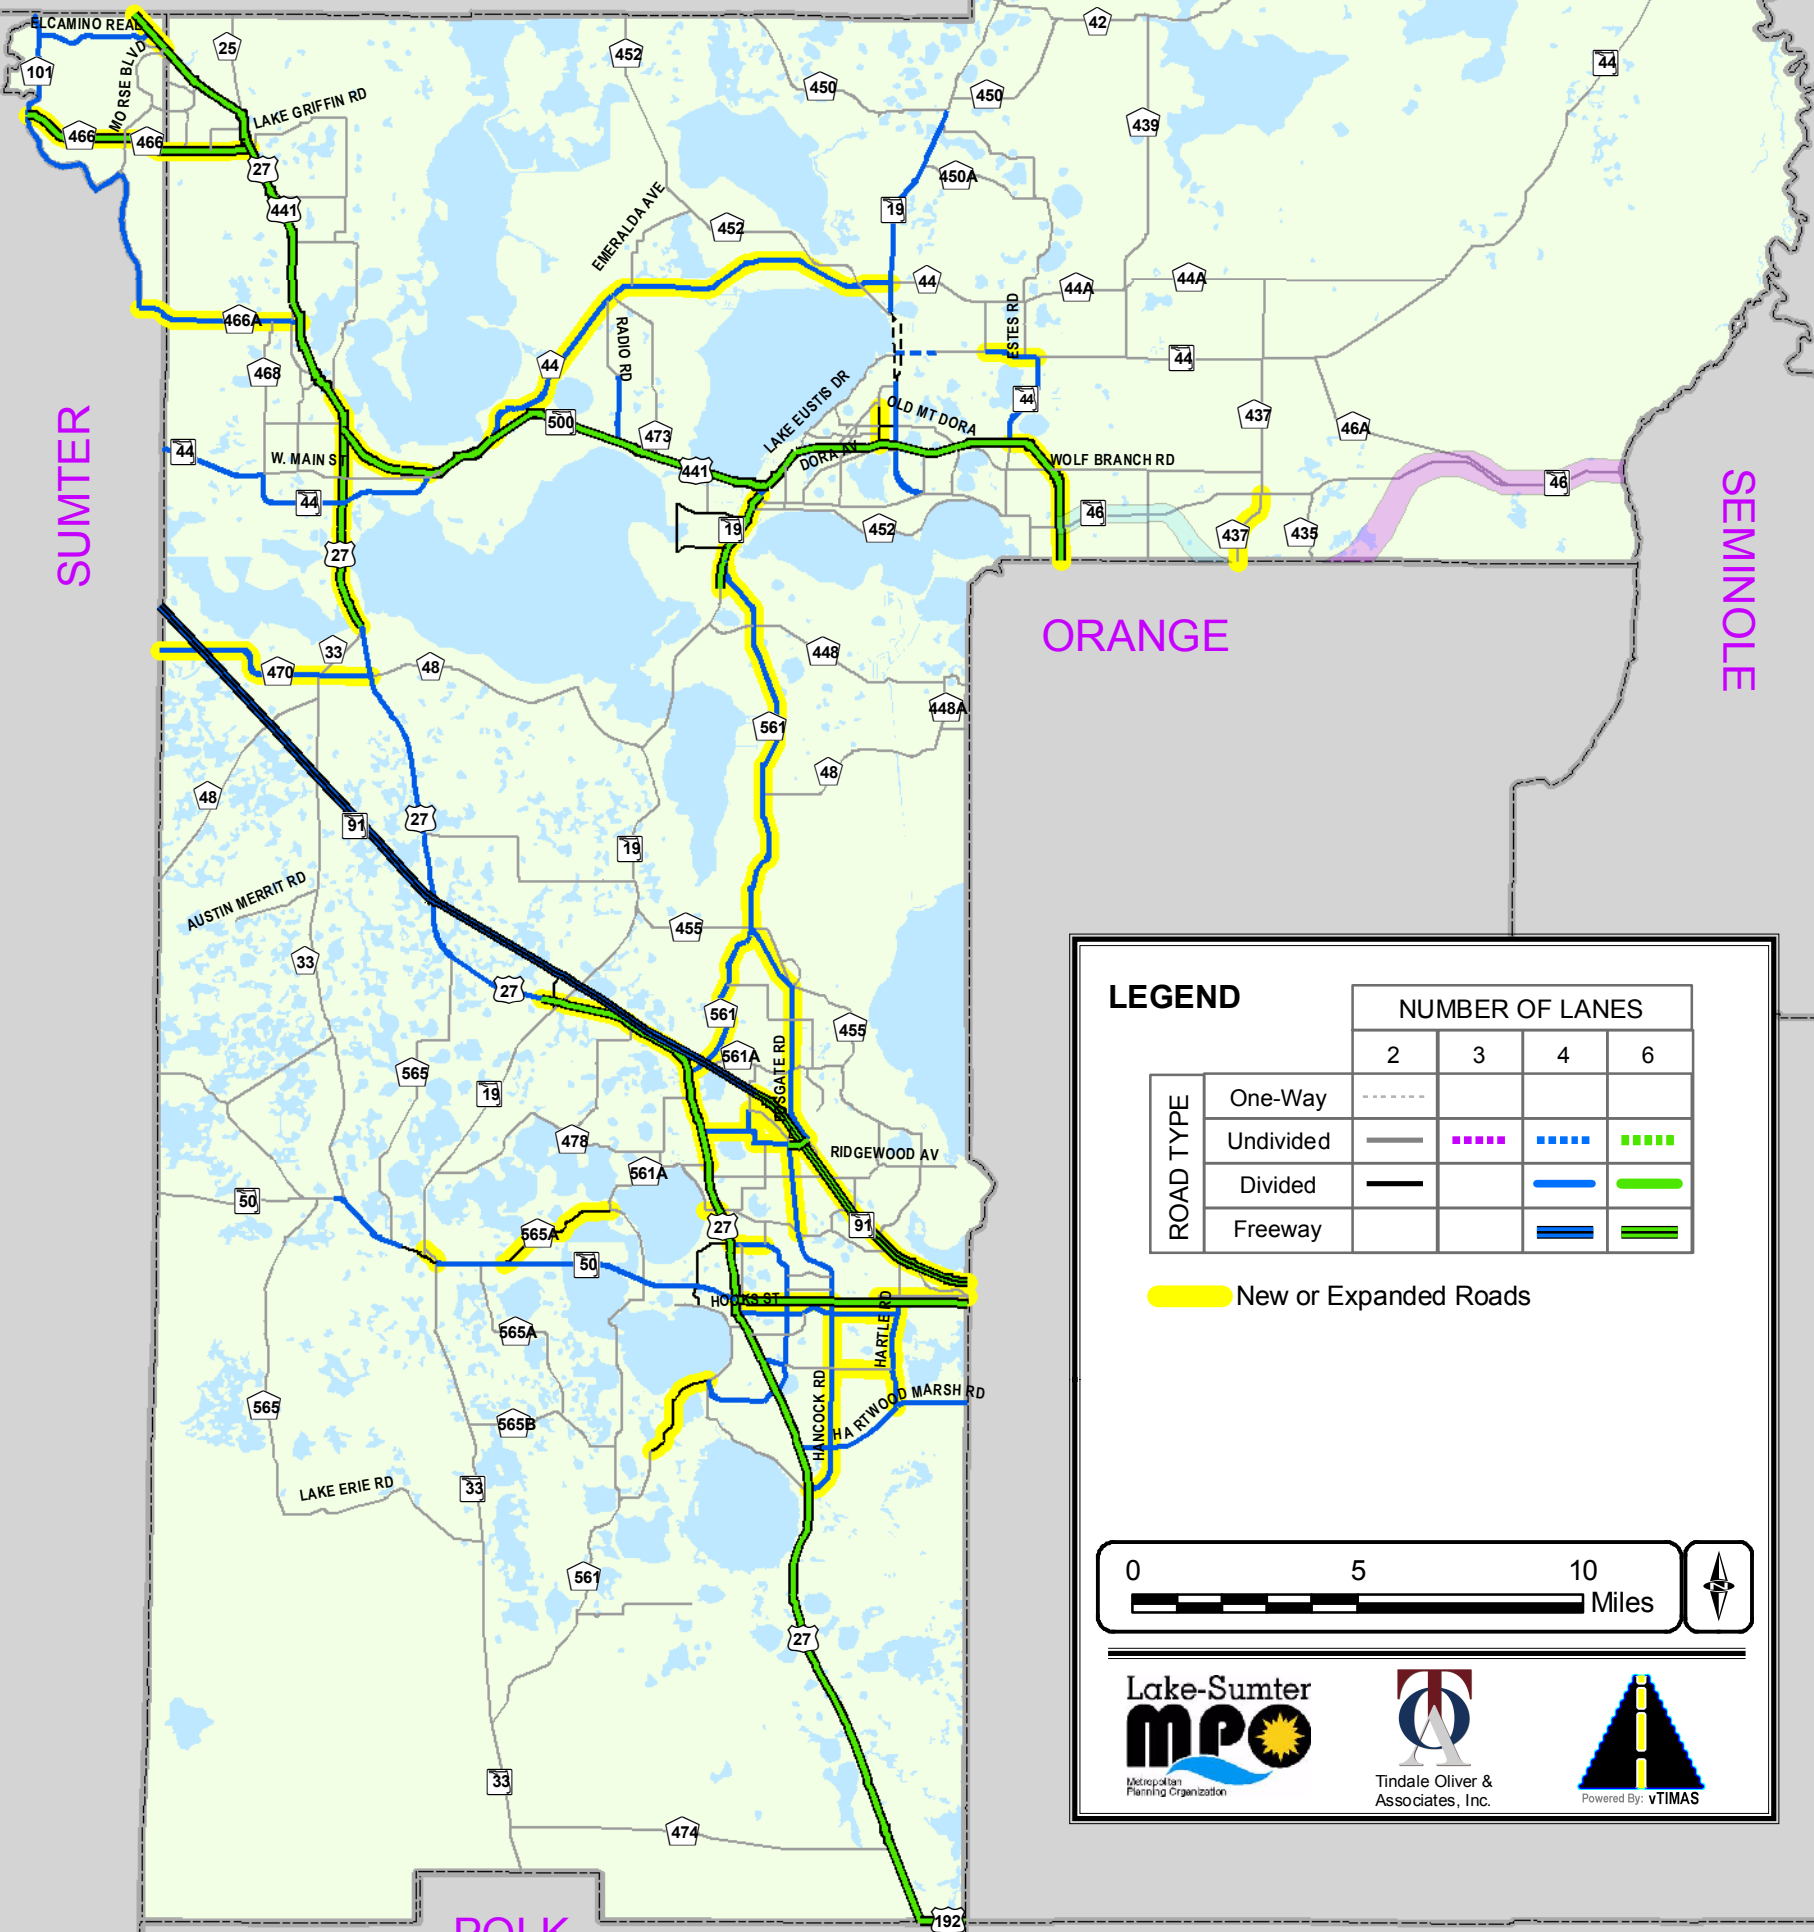 ELCAMINO REAL
42
25
452
44
101
MORSE BLVD
450
450
LAKE GRIFFIN RD
439
466
466
27
450A
441
19
EMERALDA AVE
452
44
44A
44A
466A
ESTES RD
RADIO RD
44
44
468
LAKE EUSTIS DR
44
437
OLD MT DORA
500
46A
473
SUMTER
44
W. MAIN ST
DORA AV
WOLF BRANCH RD
441
46
44
46
SEMINOLE
19
452
437
435
27
ORANGE
33
448
48
470
448A
561
48
48
91
27
19
AUSTIN MERRIT RD
455
33
27
561
455
561A
565
19
478
RIDGEWOOD AV
561A
50
27
91
565A
50
HOOKS ST
HARTLE RD
565A
HANCOCK RD
HARTWOOD MARSH RD
565
565B
LAKE ERIE RD
33
561
27
33
474
192
POLK
LEGEND
NUMBER OF LANES
2 3 4 6
ROAD TYPE
One-Way
Undivided
Divided
Freeway
New or Expanded Roads
0 5 10
Miles
N
Lake-Sumter
MPO
Metropolitan
Planning Organization
Tindale Oliver &
Associates, Inc.
Powered By: vTIMAS